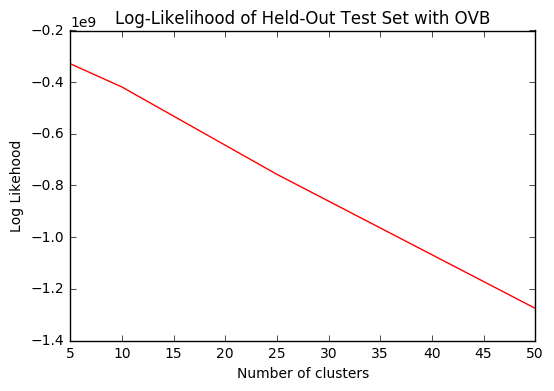 Log-Likelihood of Held-Out Test Set with OVB
1e9
−0.2
−0.4
−0.6
−0.8
−1.0
−1.2
−1.4
Log Likehood
5 10 15 20 25 30 35 40 45 50
Number of clusters